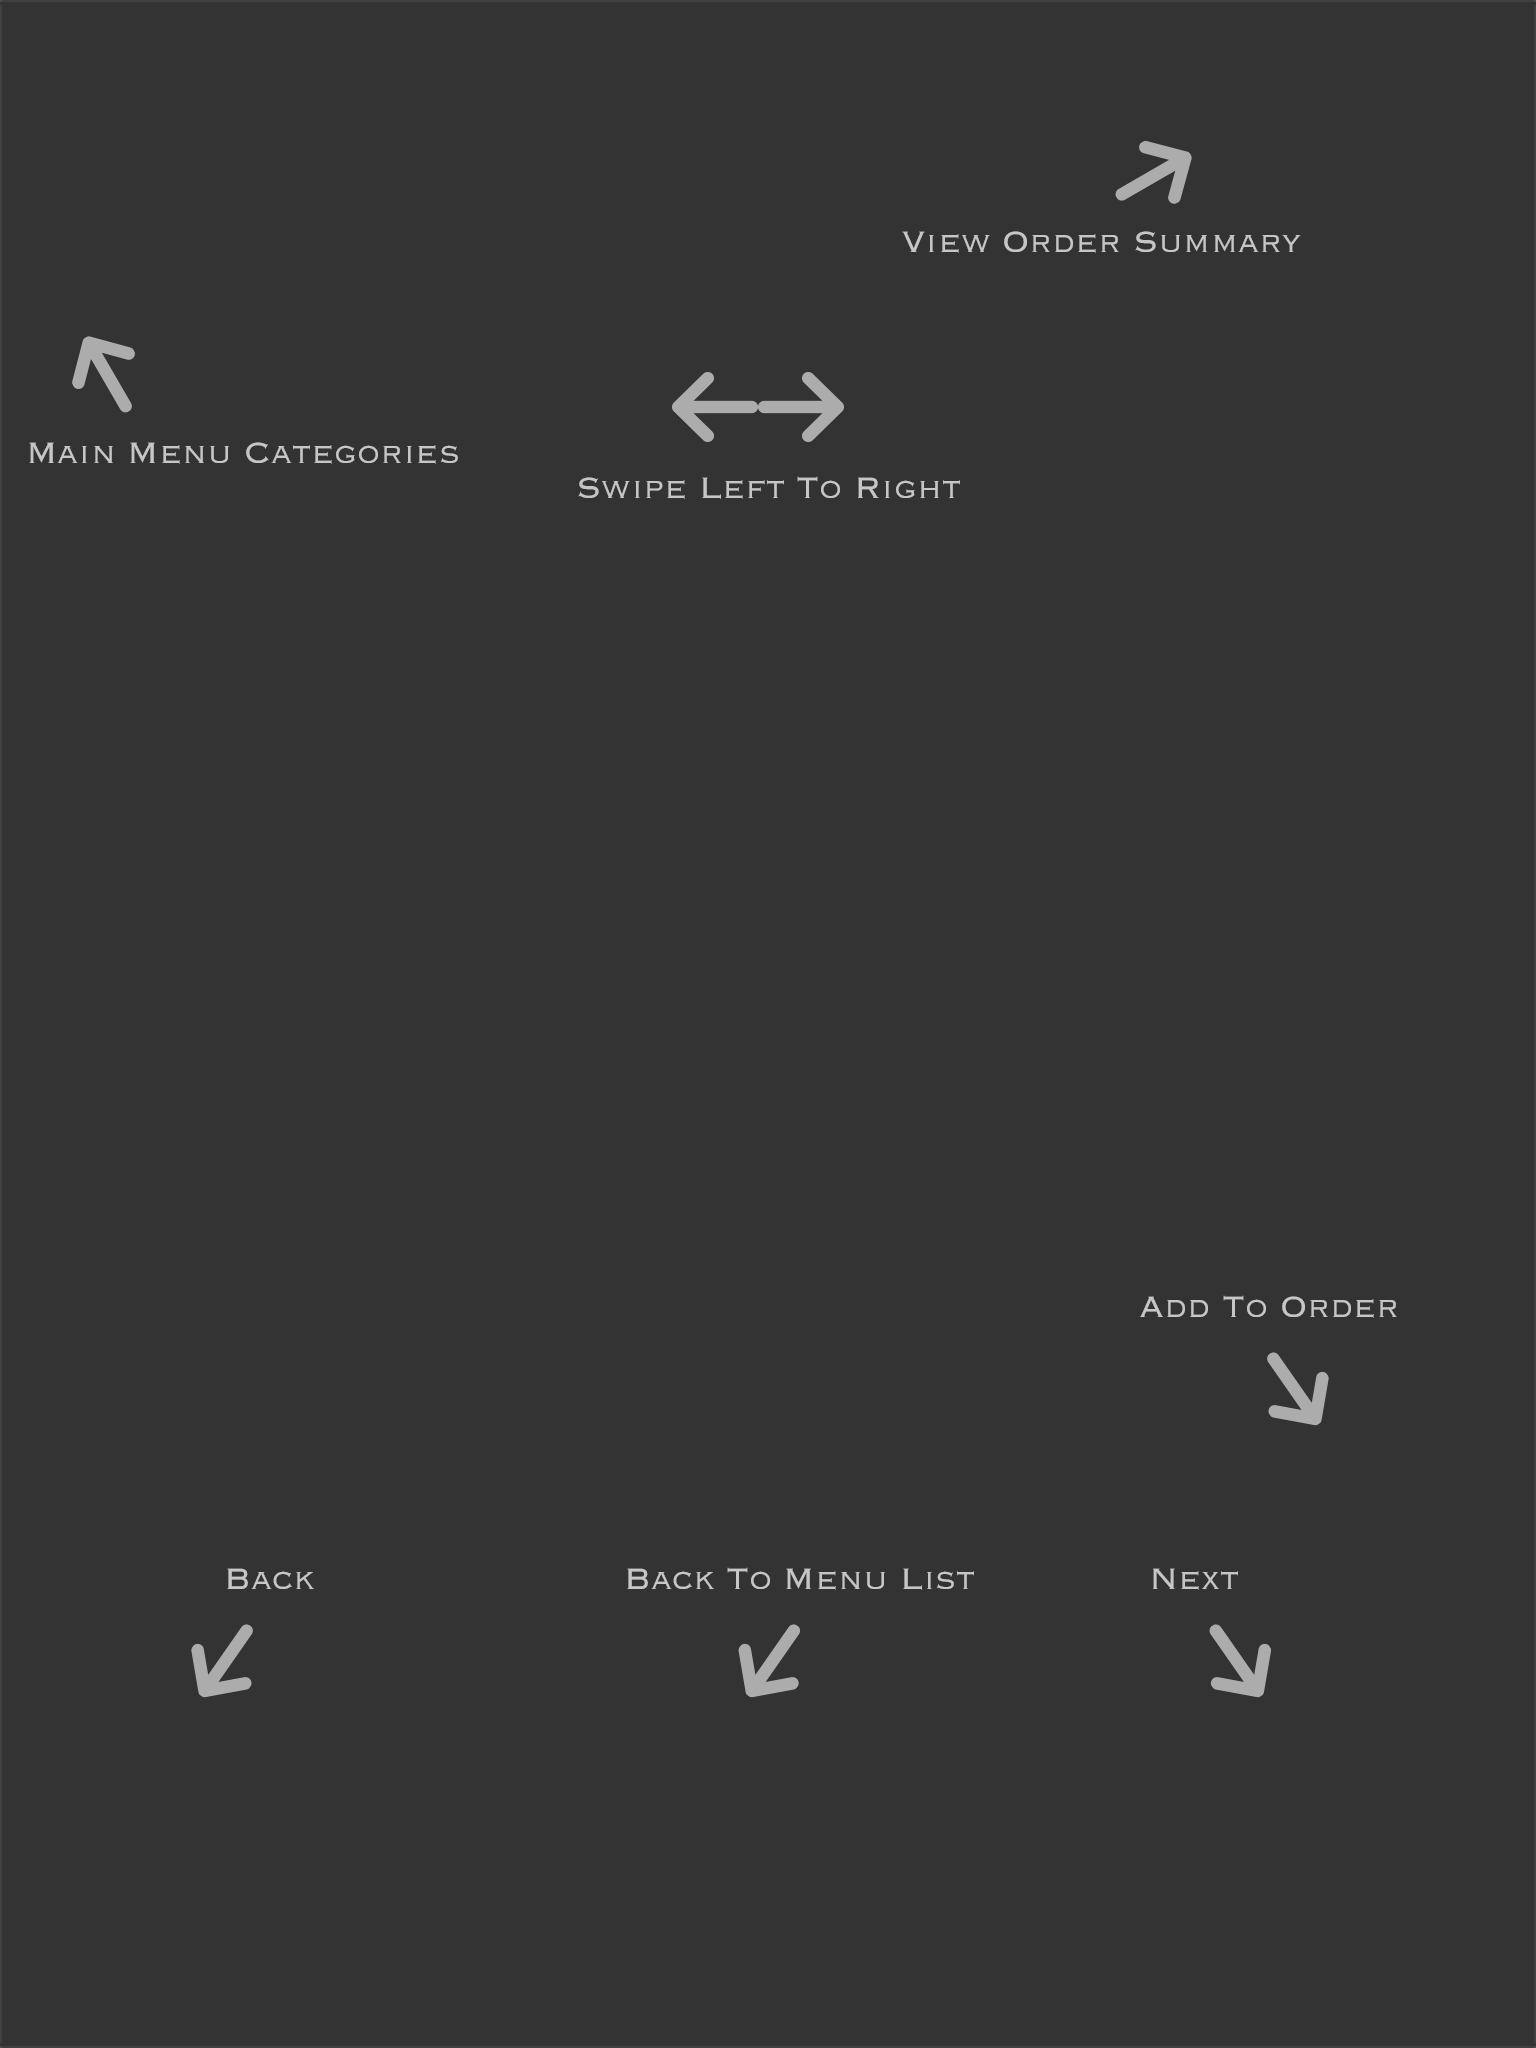 View Order Summary
Main Menu Categories
Swipe Left To Right
Add To Order
Back
Back To Menu List
Next